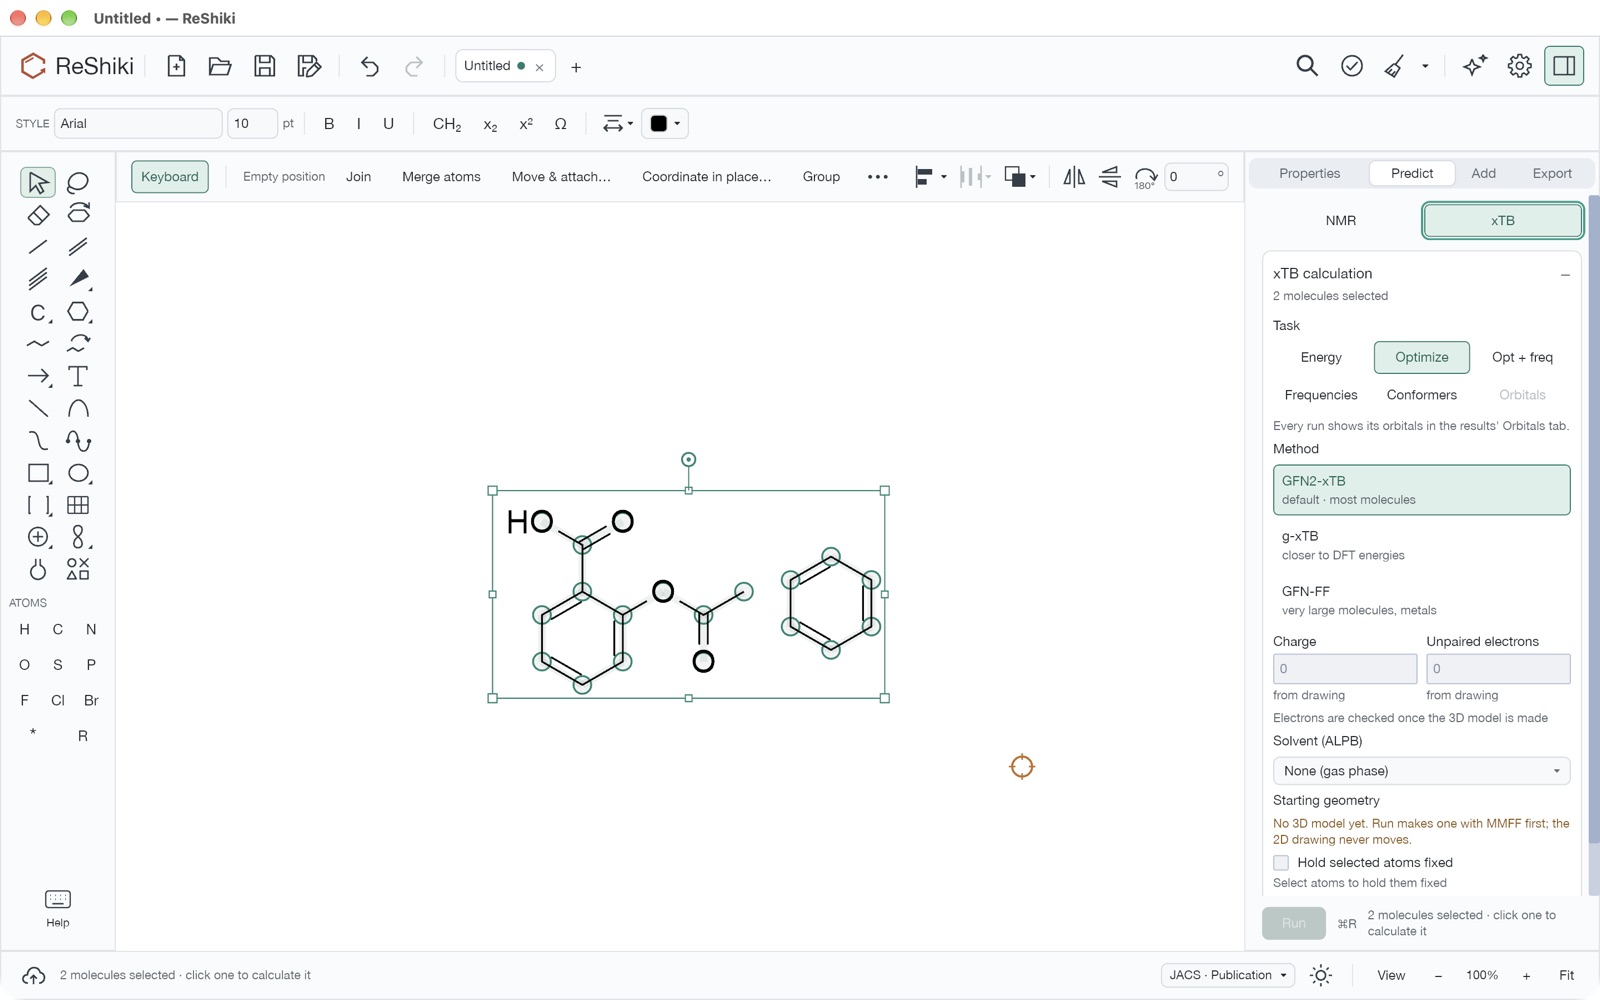 Untitled • — ReShiki
ReShiki
Untitled
STYLE Arial 10 pt B I U CH₂ x₂ x² Ω
Keyboard Empty position Join Merge atoms Move & attach... Coordinate in place... Group ••• 180° 0 °
Properties Predict Add Export
NMR xTB
xTB calculation
2 molecules selected
Task
Energy Optimize Opt + freq
Frequencies Conformers Orbitals
Every run shows its orbitals in the results' Orbitals tab.
Method
GFN2-xTB
default · most molecules
g-xTB
closer to DFT energies
GFN-FF
very large molecules, metals
Charge Unpaired electrons
0 0
from drawing from drawing
Electrons are checked once the 3D model is made
Solvent (ALPB)
None (gas phase)
Starting geometry
No 3D model yet. Run makes one with MMFF first; the
2D drawing never moves.
Hold selected atoms fixed
Select atoms to hold them fixed
Run ⌘R 2 molecules selected · click one to
calculate it
C
T
ATOMS
H C N
O S P
F Cl Br
* R
Help
HO O
O
O
2 molecules selected · click one to calculate it
JACS · Publication View − 100% + Fit